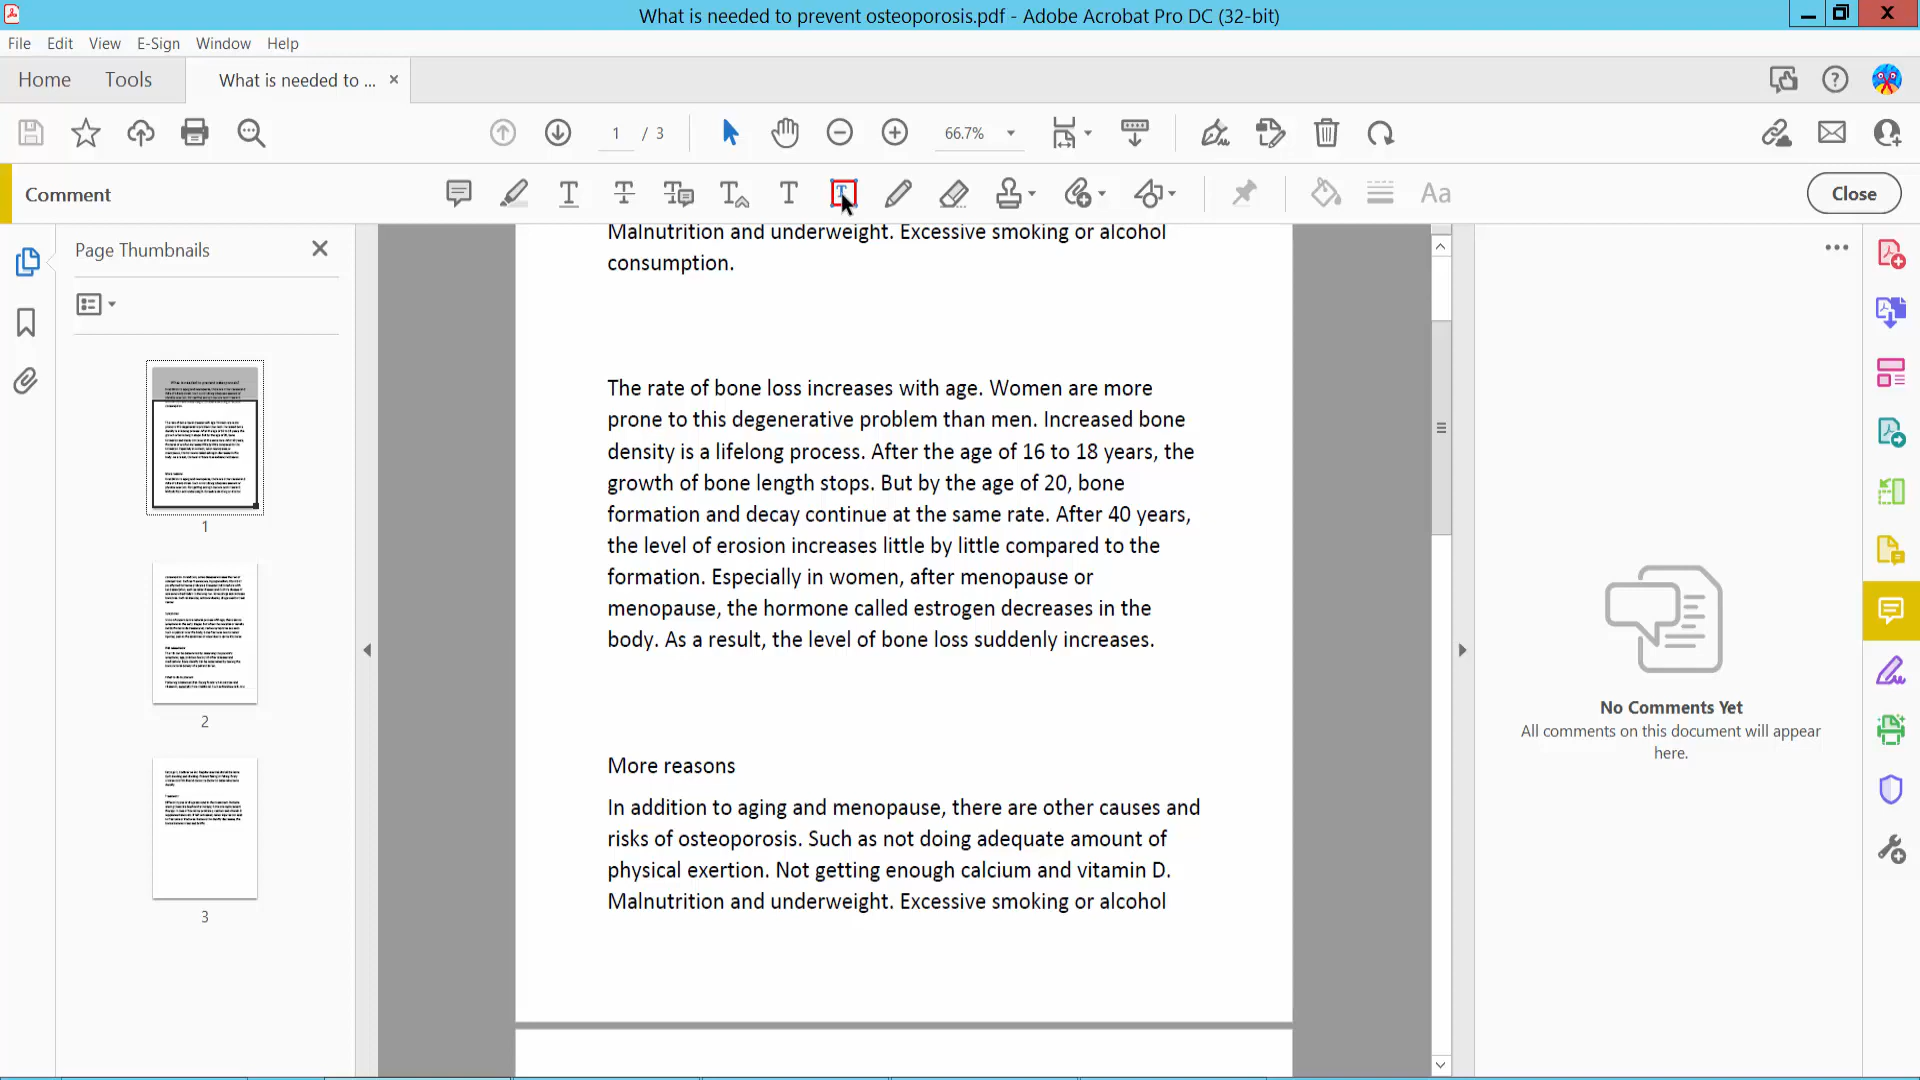 What is needed to prevent osteoporosis.pdf - Adobe Acrobat Pro DC (32-bit)
File Edit View E-Sign Window Help
Home Tools What is needed to ... ×
1 / 3 66.7%
Comment Close
Page Thumbnails
1
2
3
Malnutrition and underweight. Excessive smoking or alcohol
consumption.
The rate of bone loss increases with age. Women are more
prone to this degenerative problem than men. Increased bone
density is a lifelong process. After the age of 16 to 18 years, the
growth of bone length stops. But by the age of 20, bone
formation and decay continue at the same rate. After 40 years,
the level of erosion increases little by little compared to the
formation. Especially in women, after menopause or
menopause, the hormone called estrogen decreases in the
body. As a result, the level of bone loss suddenly increases.
More reasons
In addition to aging and menopause, there are other causes and
risks of osteoporosis. Such as not doing adequate amount of
physical exertion. Not getting enough calcium and vitamin D.
Malnutrition and underweight. Excessive smoking or alcohol
No Comments Yet
All comments on this document will appear
here.